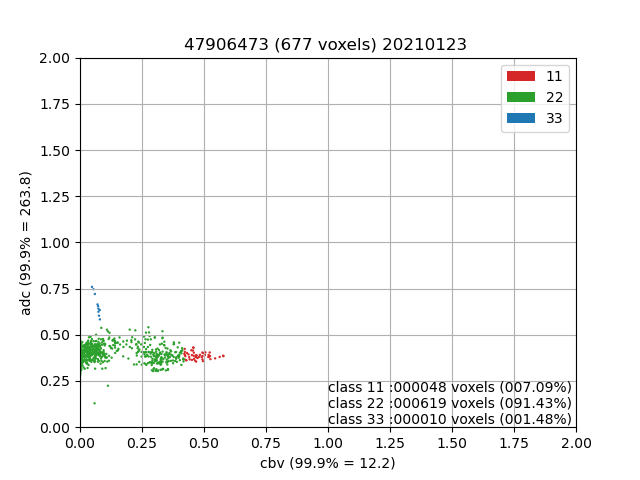 47906473 (677 voxels) 20210123
2.00
1.75
1.50
1.25
1.00
0.75
0.50
0.25
0.00
adc (99.9% = 263.8)
11
22
33
class 11 :000048 voxels (007.09%)
class 22 :000619 voxels (091.43%)
class 33 :000010 voxels (001.48%)
0.00 0.25 0.50 0.75 1.00 1.25 1.50 1.75 2.00
cbv (99.9% = 12.2)